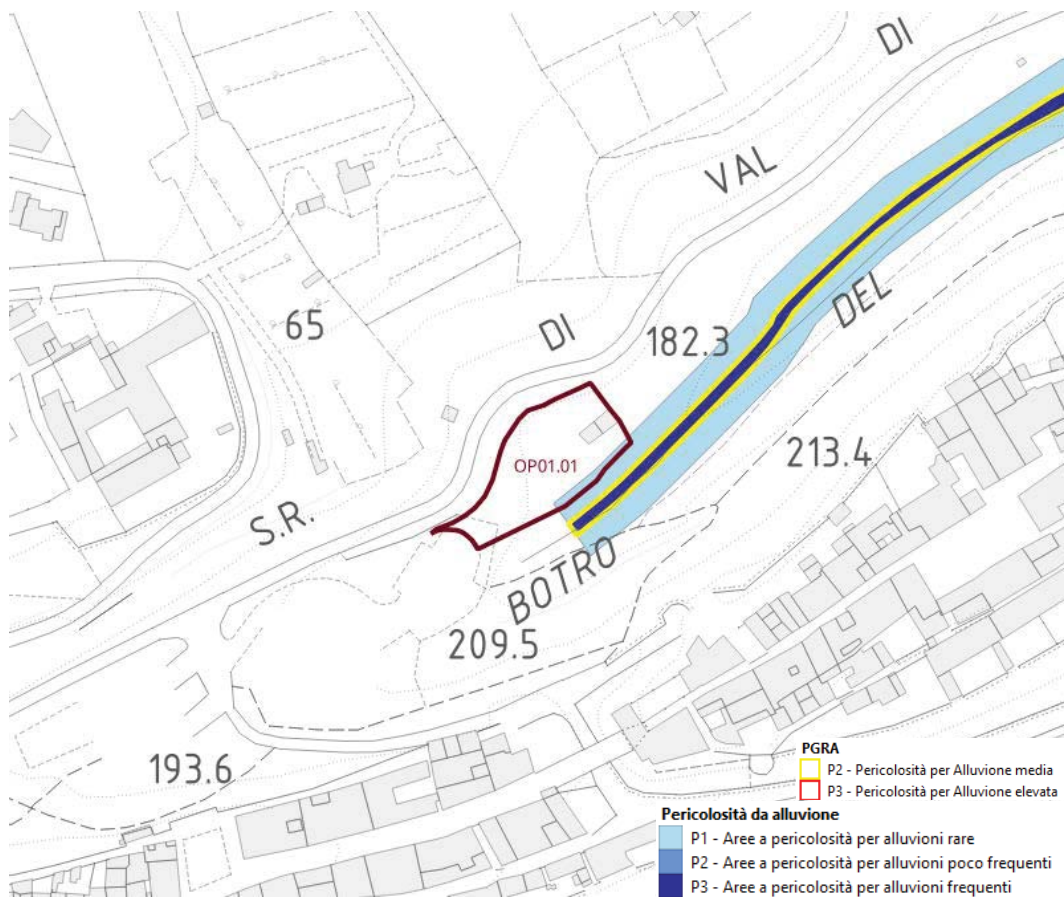 DI
VAL
DI
65
182.3
DEL
213.4
OP01.01
S.R.
BOTRO
209.5
193.6
PGRA
P2 - Pericolosità per Alluvione media
P3 - Pericolosità per Alluvione elevata
Pericolosità da alluvione
P1 - Aree a pericolosità per alluvioni rare
P2 - Aree a pericolosità per alluvioni poco frequenti
P3 - Aree a pericolosità per alluvioni frequenti